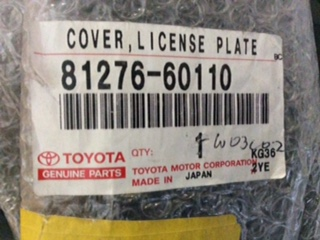 COVER, LICENSE PLATE
81276-60110
TOYOTA
GENUINE PARTS
QTY:
TOYOTA MOTOR CORPORATION
MADE IN JAPAN
KG36
2YE